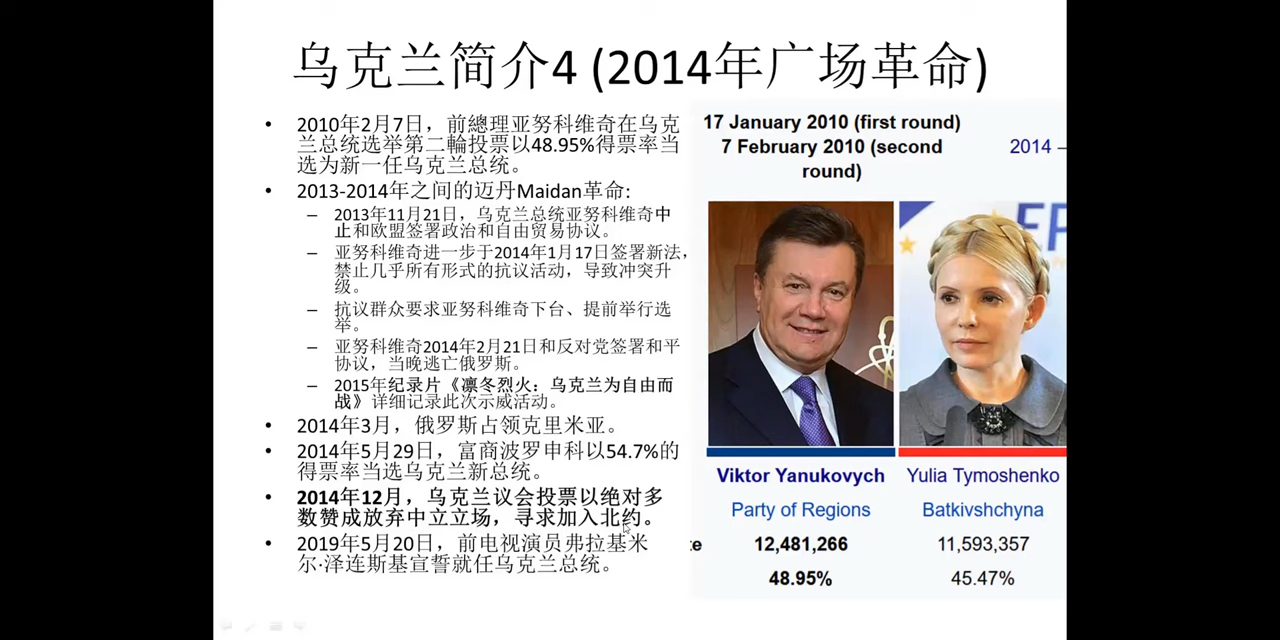 乌克兰简介4 (2014年广场革命)
• 2010年2月7日，前總理亚努科维奇在乌克
兰总统选举第二輪投票以48.95%得票率当
选为新一任乌克兰总统。
• 2013-2014年之间的迈丹Maidan革命:
– 2013年11月21日，乌克兰总统亚努科维奇中
止和欧盟签署政治和自由贸易协议。
– 亚努科维奇进一步于2014年1月17日签署新法，
禁止几乎所有形式的抗议活动，导致冲突升
级。
– 抗议群众要求亚努科维奇下台、提前举行选
举。
– 亚努科维奇2014年2月21日和反对党签署和平
协议，当晚逃亡俄罗斯。
– 2015年纪录片《凛冬烈火：乌克兰为自由而
战》详细记录此次示威活动。
• 2014年3月，俄罗斯占领克里米亚。
• 2014年5月29日，富商波罗申科以54.7%的
得票率当选乌克兰新总统。
• 2014年12月，乌克兰议会投票以绝对多
数赞成放弃中立立场，寻求加入北约。
• 2019年5月20日，前电视演员弗拉基米
尔·泽连斯基宣誓就任乌克兰总统。
17 January 2010 (first round)
7 February 2010 (second
round)
2014 –
EP
Viktor Yanukovych
Yulia Tymoshenko
Party of Regions
Batkivshchyna
te
12,481,266
11,593,357
48.95%
45.47%